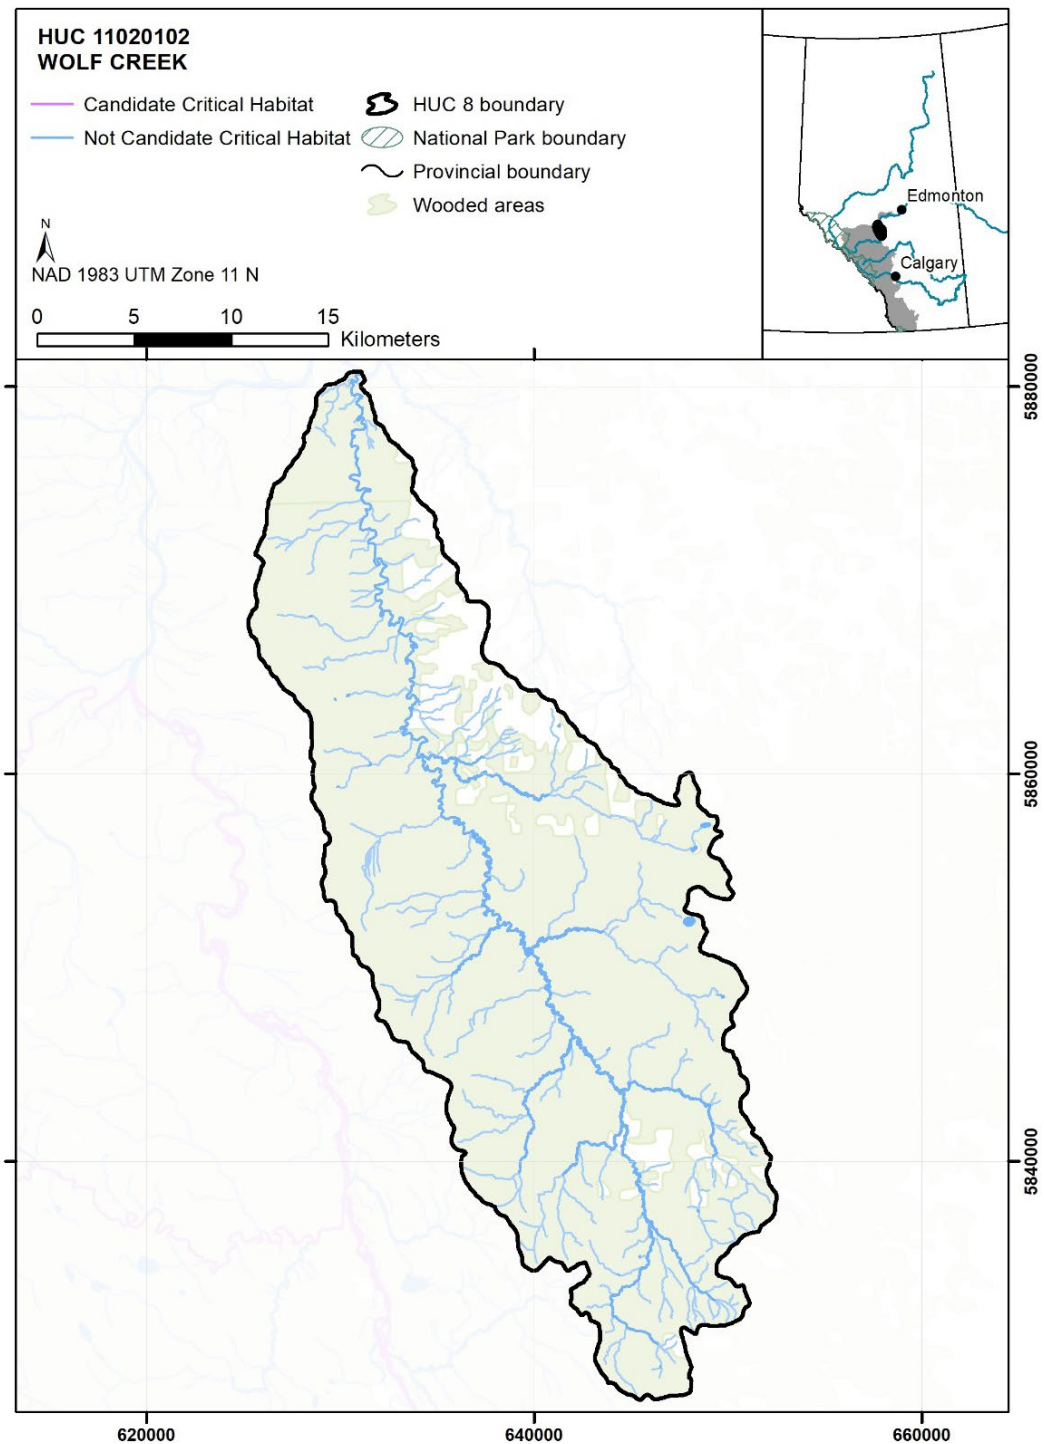 HUC 11020102
WOLF CREEK
Candidate Critical Habitat
Not Candidate Critical Habitat
HUC 8 boundary
National Park boundary
Provincial boundary
Wooded areas
N
NAD 1983 UTM Zone 11 N
0 5 10 15
Kilometers
Edmonton
Calgary
5880000
5860000
5840000
620000 640000 660000